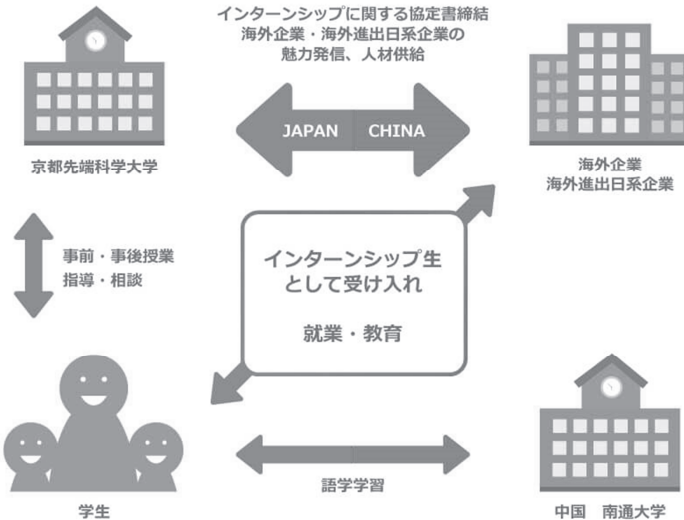 インターンシップに関する協定書締結
海外企業・海外進出日系企業の
魅力発信、人材供給
JAPAN CHINA
京都先端科学大学
海外企業
海外進出日系企業
事前・事後授業
指導・相談
インターンシップ生
として受け入れ
就業・教育
語学学習
学生
中国 南通大学